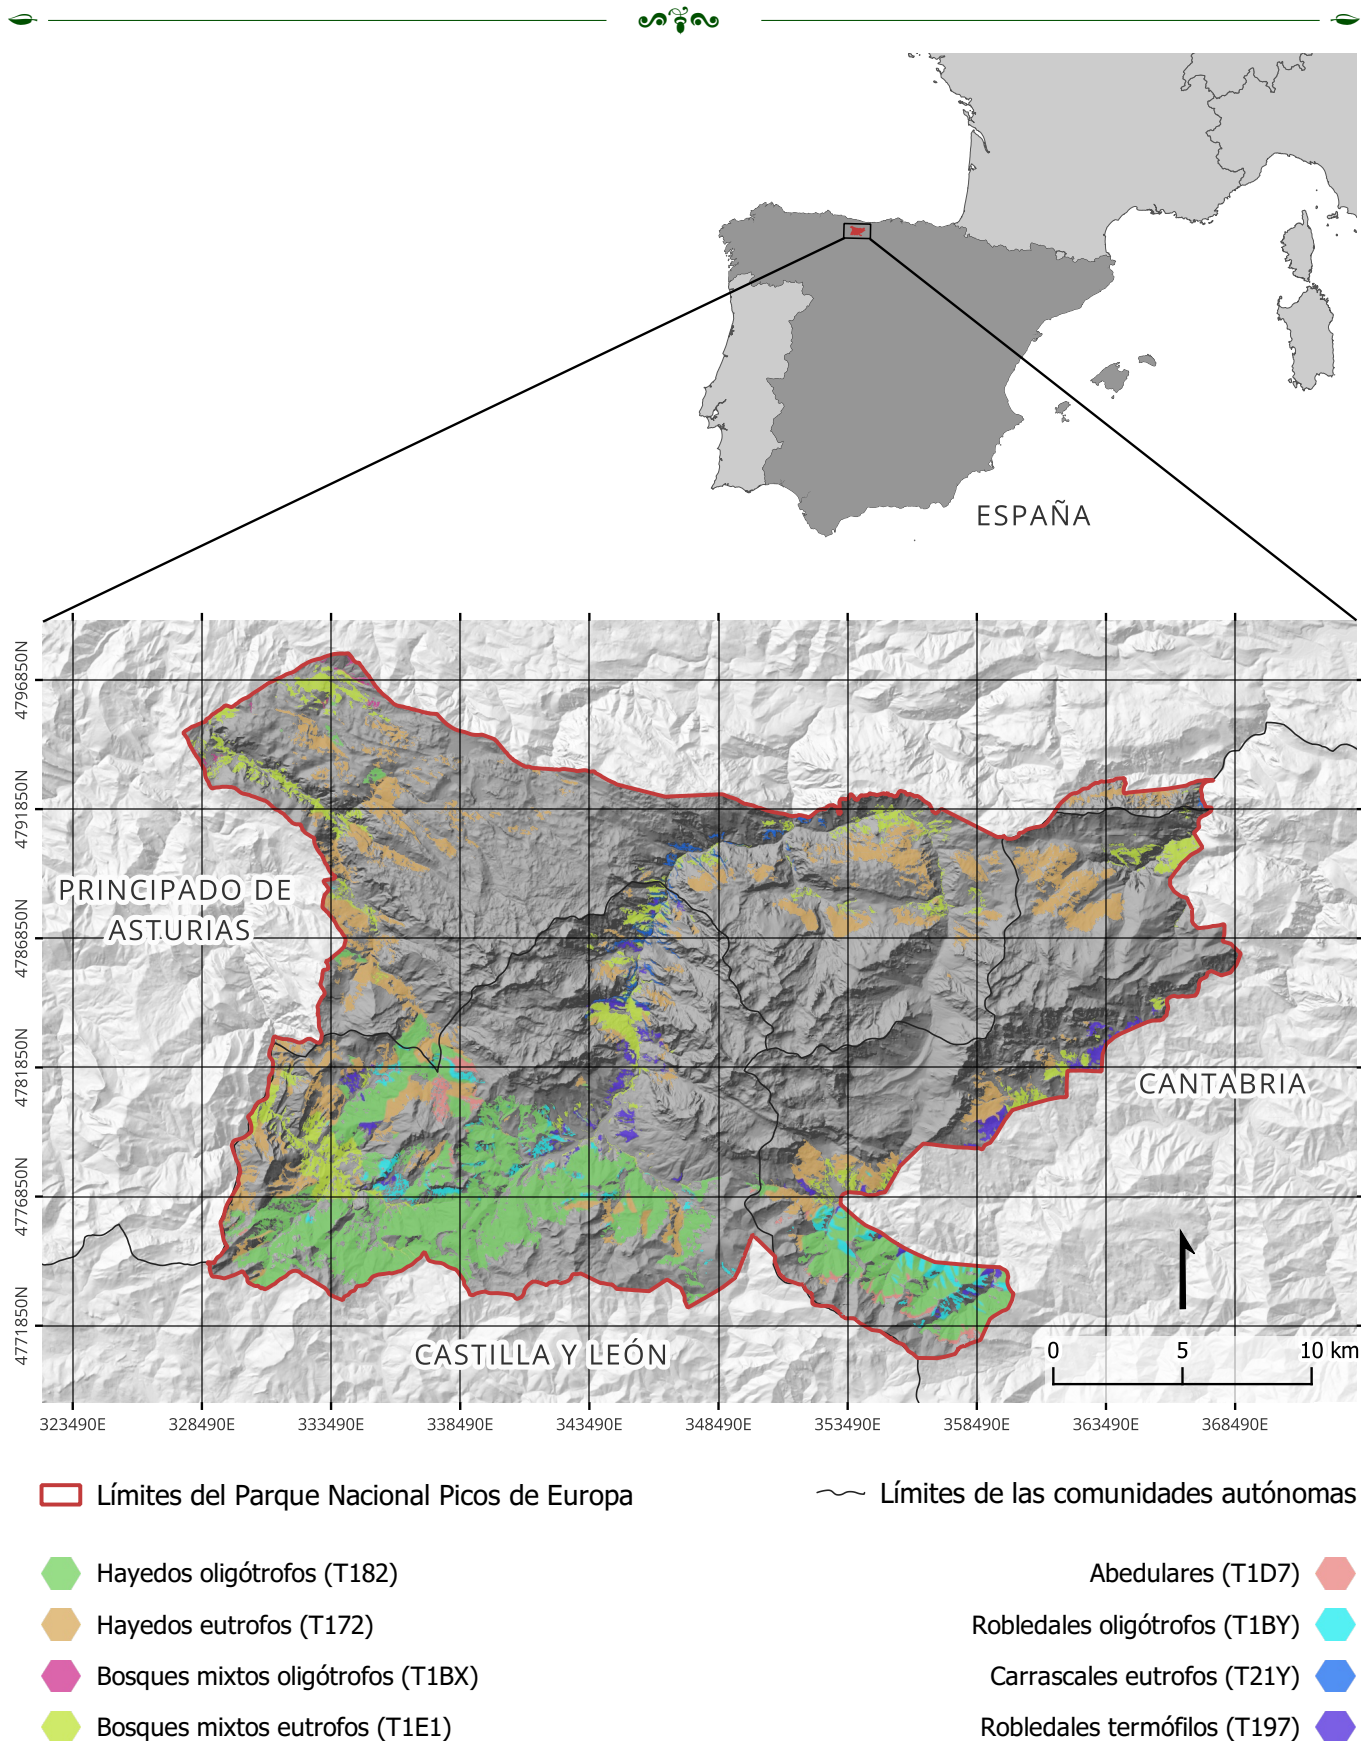 ESPAÑA
4796850N
4791850N
4786850N
4781850N
4776850N
4771850N
PRINCIPADO DE
ASTURIAS
CANTABRIA
CASTILLA Y LEÓN
0 5 10 km
323490E 328490E 333490E 338490E 343490E 348490E 353490E 358490E 363490E 368490E
Límites del Parque Nacional Picos de Europa
Límites de las comunidades autónomas
Hayedos oligótrofos (T182)
Hayedos eutrofos (T172)
Bosques mixtos oligótrofos (T1BX)
Bosques mixtos eutrofos (T1E1)
Abedulares (T1D7)
Robledales oligótrofos (T1BY)
Carrascales eutrofos (T21Y)
Robledales termófilos (T197)